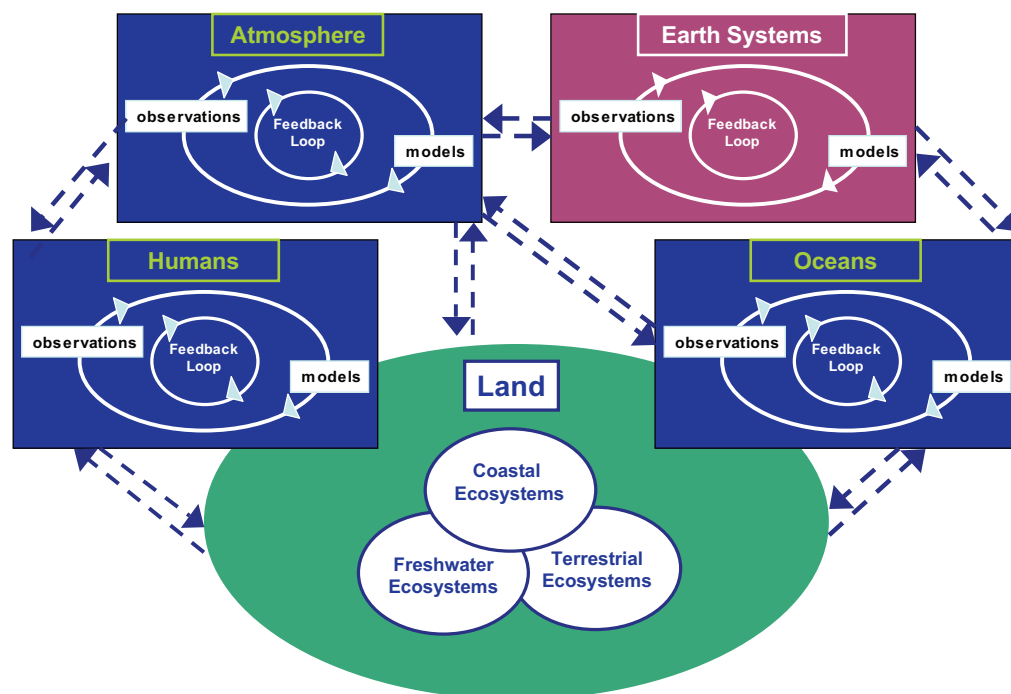 Atmosphere
observations
Feedback
Loop
models
Earth Systems
observations
Feedback
Loop
models
Humans
observations
Feedback
Loop
models
Oceans
observations
Feedback
Loop
models
Land
Coastal
Ecosystems
Freshwater
Ecosystems
Terrestrial
Ecosystems